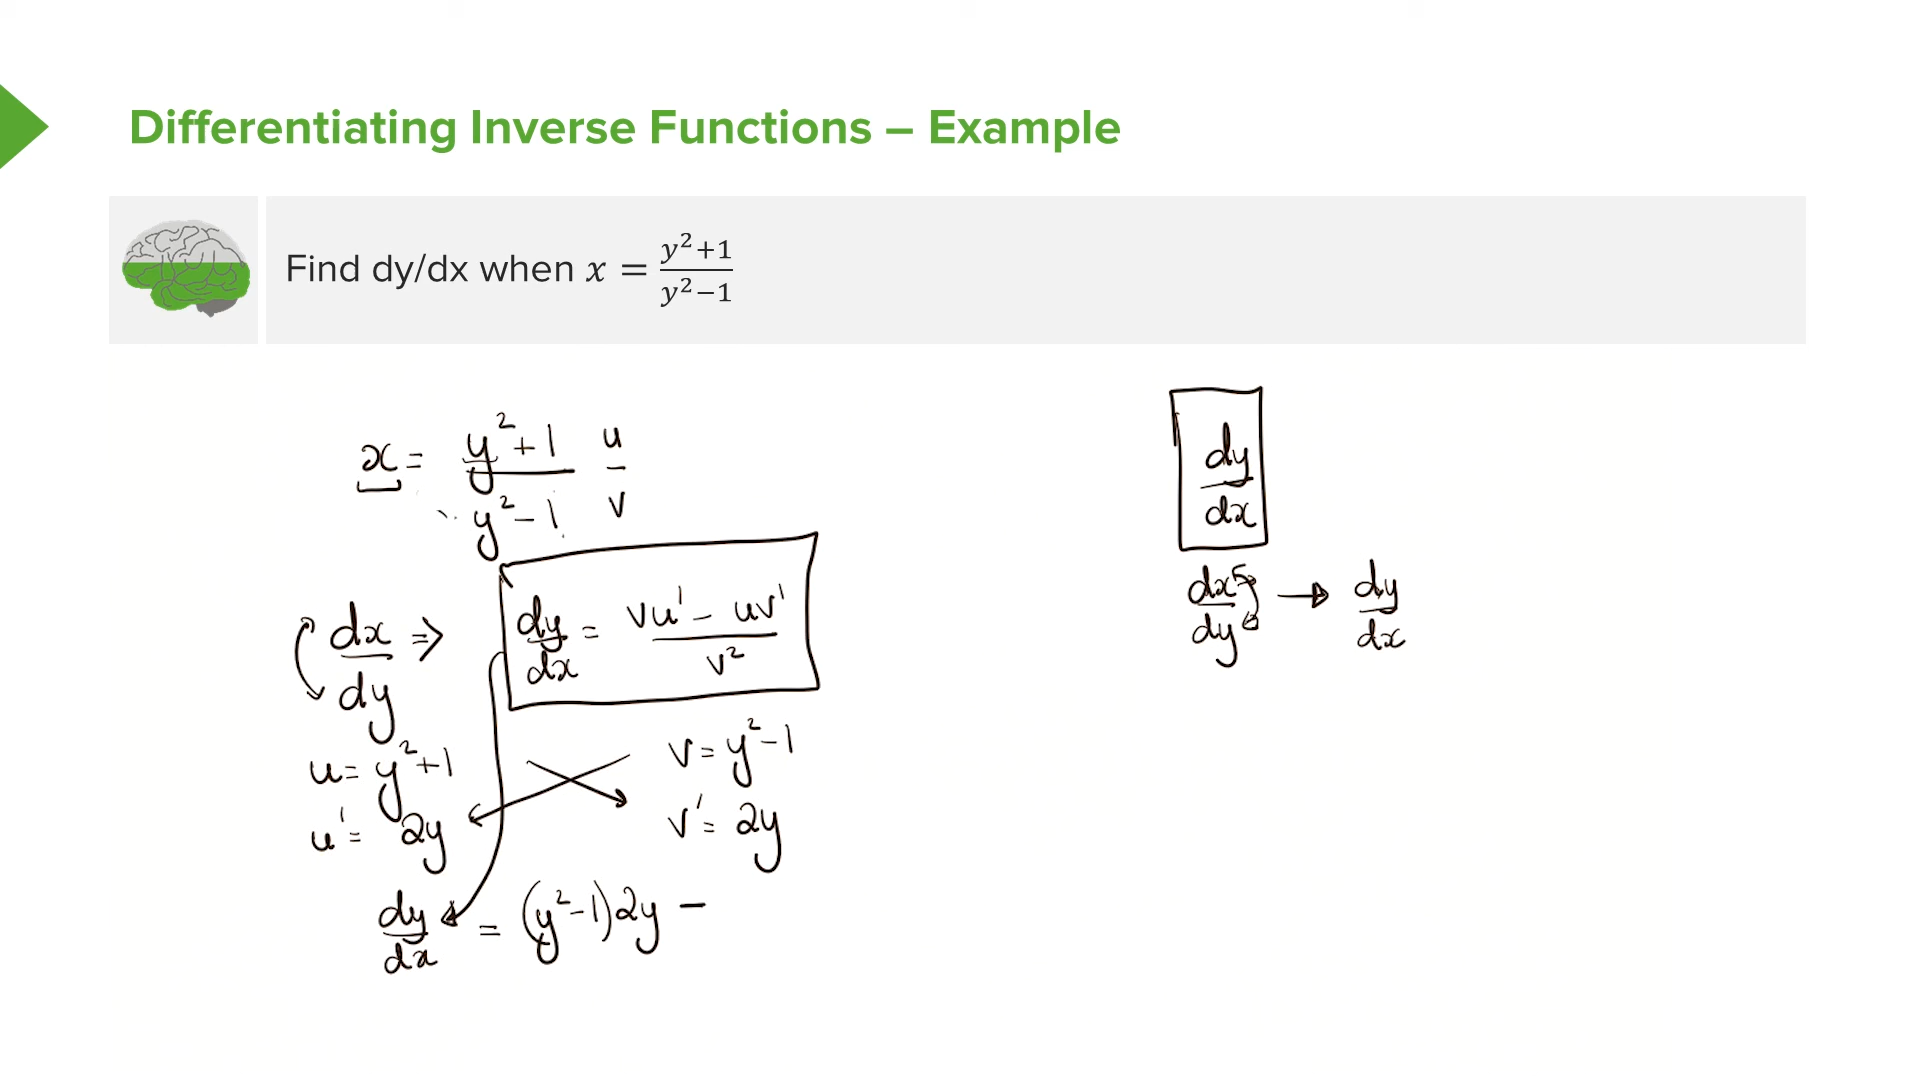 Differentiating Inverse Functions – Example
Find dy/dx when x = y²+1 / y²−1
x = y²+1 / y²−1 u / v
dy/dx
dx/dy → dy/dx
dx/dy ⇒ dy/dx = vu' − uv' / v²
u = y²+1 v = y²−1
u' = 2y v' = 2y
dy/dx = (y²−1)2y −